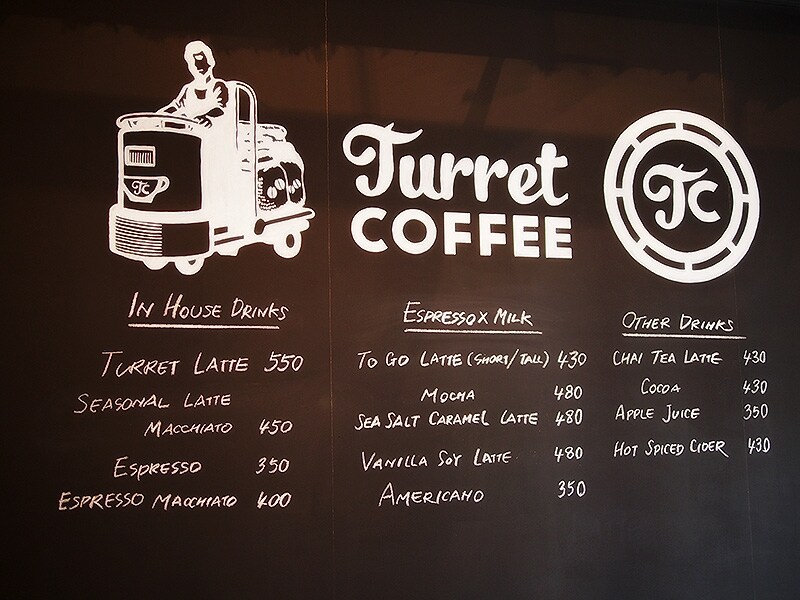 TC
Turret
COFFEE
TC
IN HOUSE DRINKS
TURRET LATTE 550
SEASONAL LATTE
MACCHIATO 450
ESPRESSO 350
ESPRESSO MACCHIATO 400
ESPRESSO X MILK
TO GO LATTE (SHORT/TALL) 430
MOCHA 480
SEA SALT CARAMEL LATTE 480
VANILLA SOY LATTE 480
AMERICANO 350
OTHER DRINKS
CHAI TEA LATTE 430
COCOA 430
APPLE JUICE 350
HOT SPICED CIDER 430